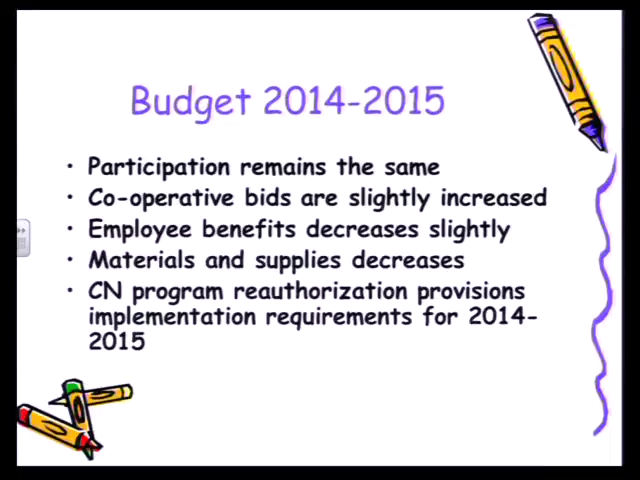 Budget 2014-2015
• Participation remains the same
• Co-operative bids are slightly increased
• Employee benefits decreases slightly
• Materials and supplies decreases
• CN program reauthorization provisions
implementation requirements for 2014-
2015